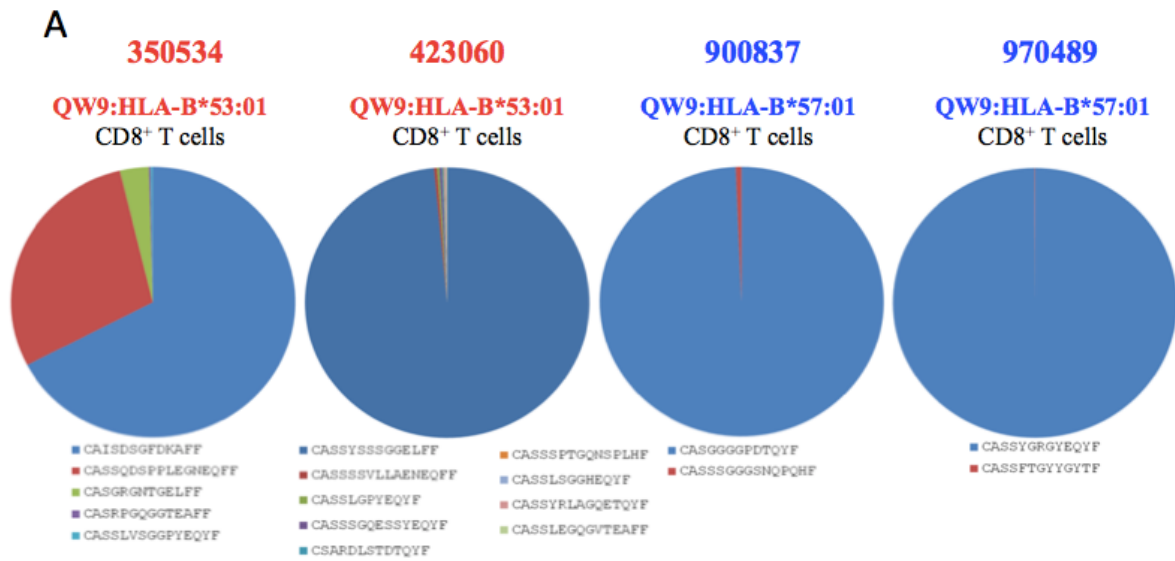 A
350534
423060
900837
970489
QW9:HLA-B*53:01
QW9:HLA-B*53:01
QW9:HLA-B*57:01
QW9:HLA-B*57:01
CD8+ T cells
CD8+ T cells
CD8+ T cells
CD8+ T cells
CAISDSGFDKAFF
CASSQDSPPLEGNEQFF
CASGRGNTGELFF
CASRPGQGGTEAFF
CASSLVSGGPYEQYF
CASSYSSSGGELFF
CASSSSVLLAENEQFF
CASSLGPYEQYF
CASSSGQESSYEQYF
CSARDLSTDTQYF
CASSSPTGQNSPLHF
CASSLSGGHEQYF
CASSYRLAGQETQYF
CASSLEGQGVTEAFF
CASGGGGPDTQYF
CASSSGGGSNQPQHF
CASSYGRGYEQYF
CASSFTGYYGYTF